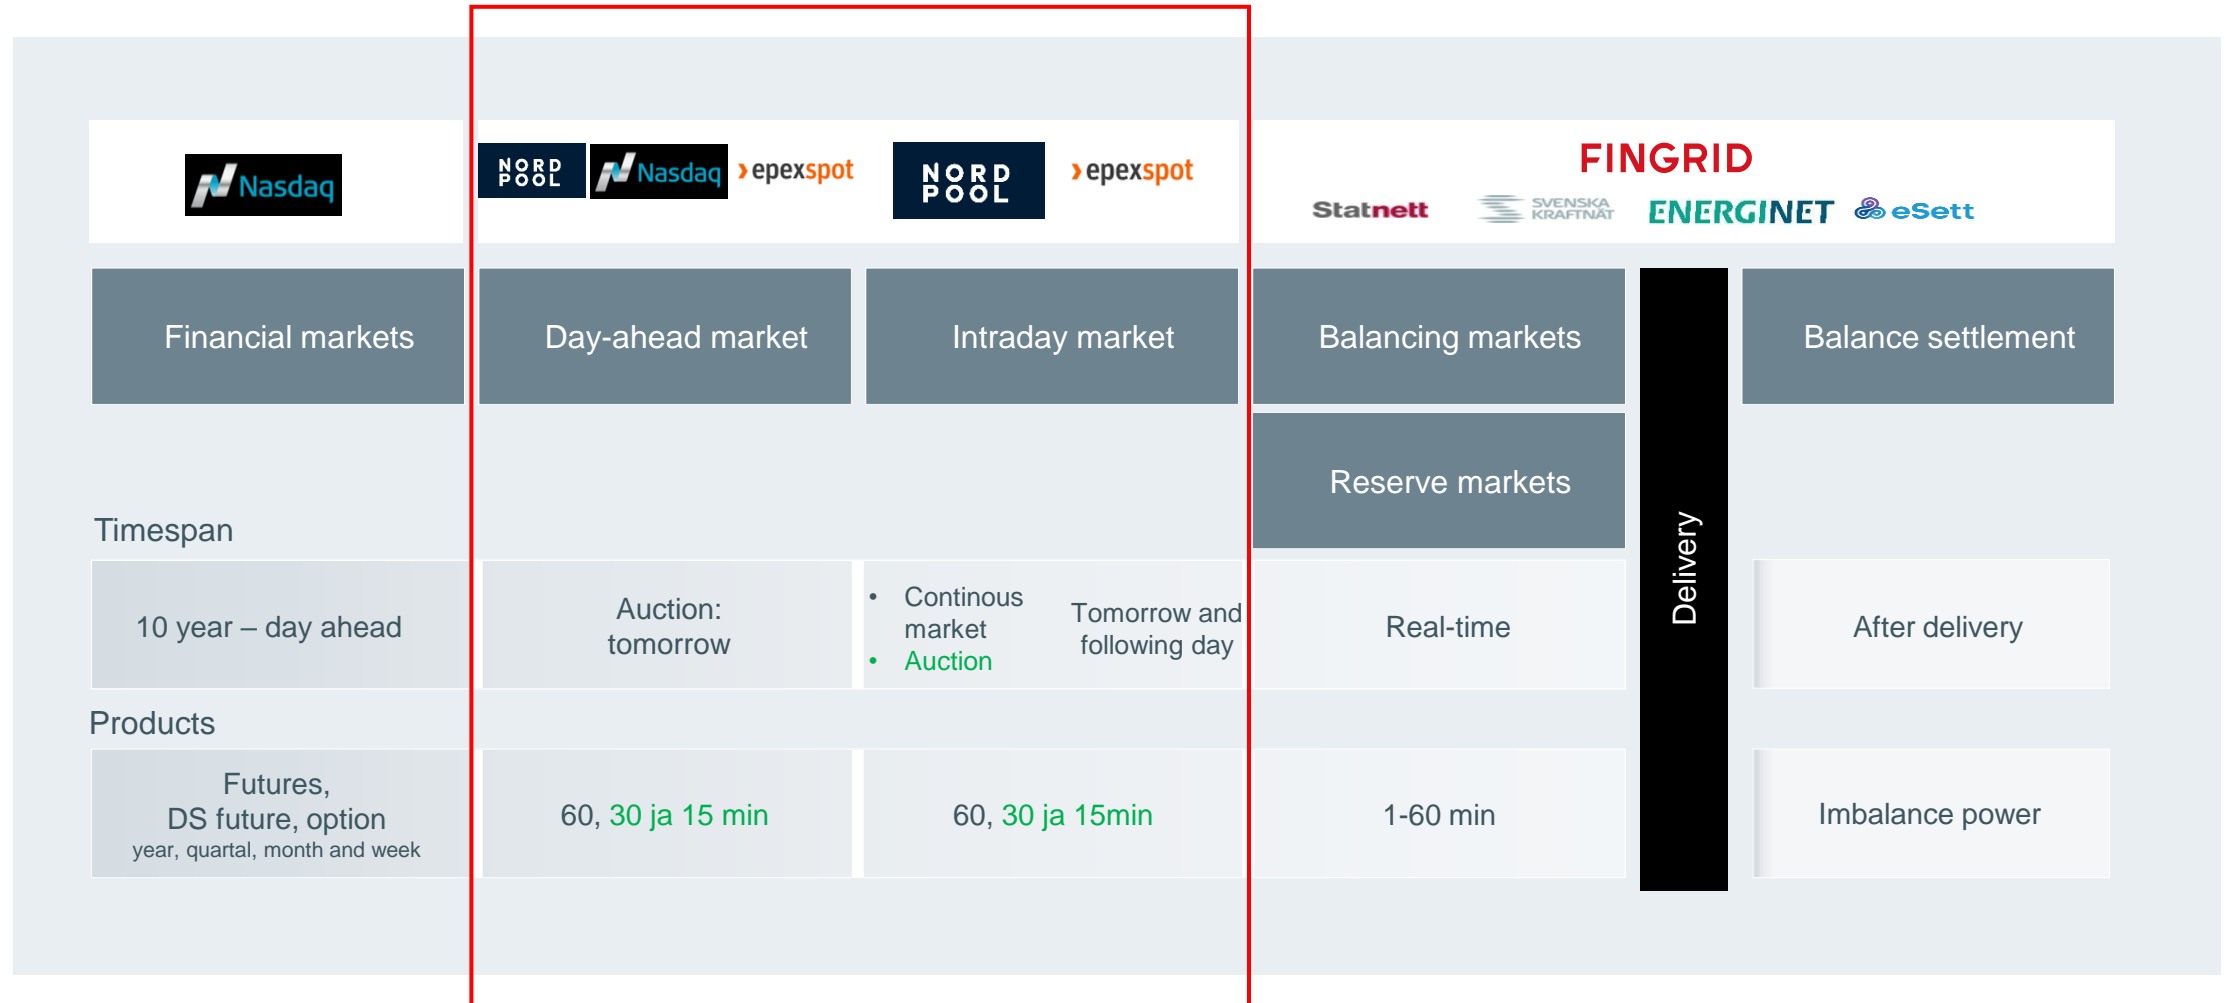 Nasdaq
NORD
POOL
Nasdaq
epexspot
NORD
POOL
epexspot
FINGRID
Statnett
SVENSKA
KRAFTNÄT
ENERGINET
eSett
Financial markets
Day-ahead market
Intraday market
Balancing markets
Balance settlement
Reserve markets
Delivery
Timespan
10 year – day ahead
Auction:
tomorrow
• Continous
market
• Auction
Tomorrow and
following day
Real-time
After delivery
Products
Futures,
DS future, option
year, quartal, month and week
60, 30 ja 15 min
60, 30 ja 15min
1-60 min
Imbalance power